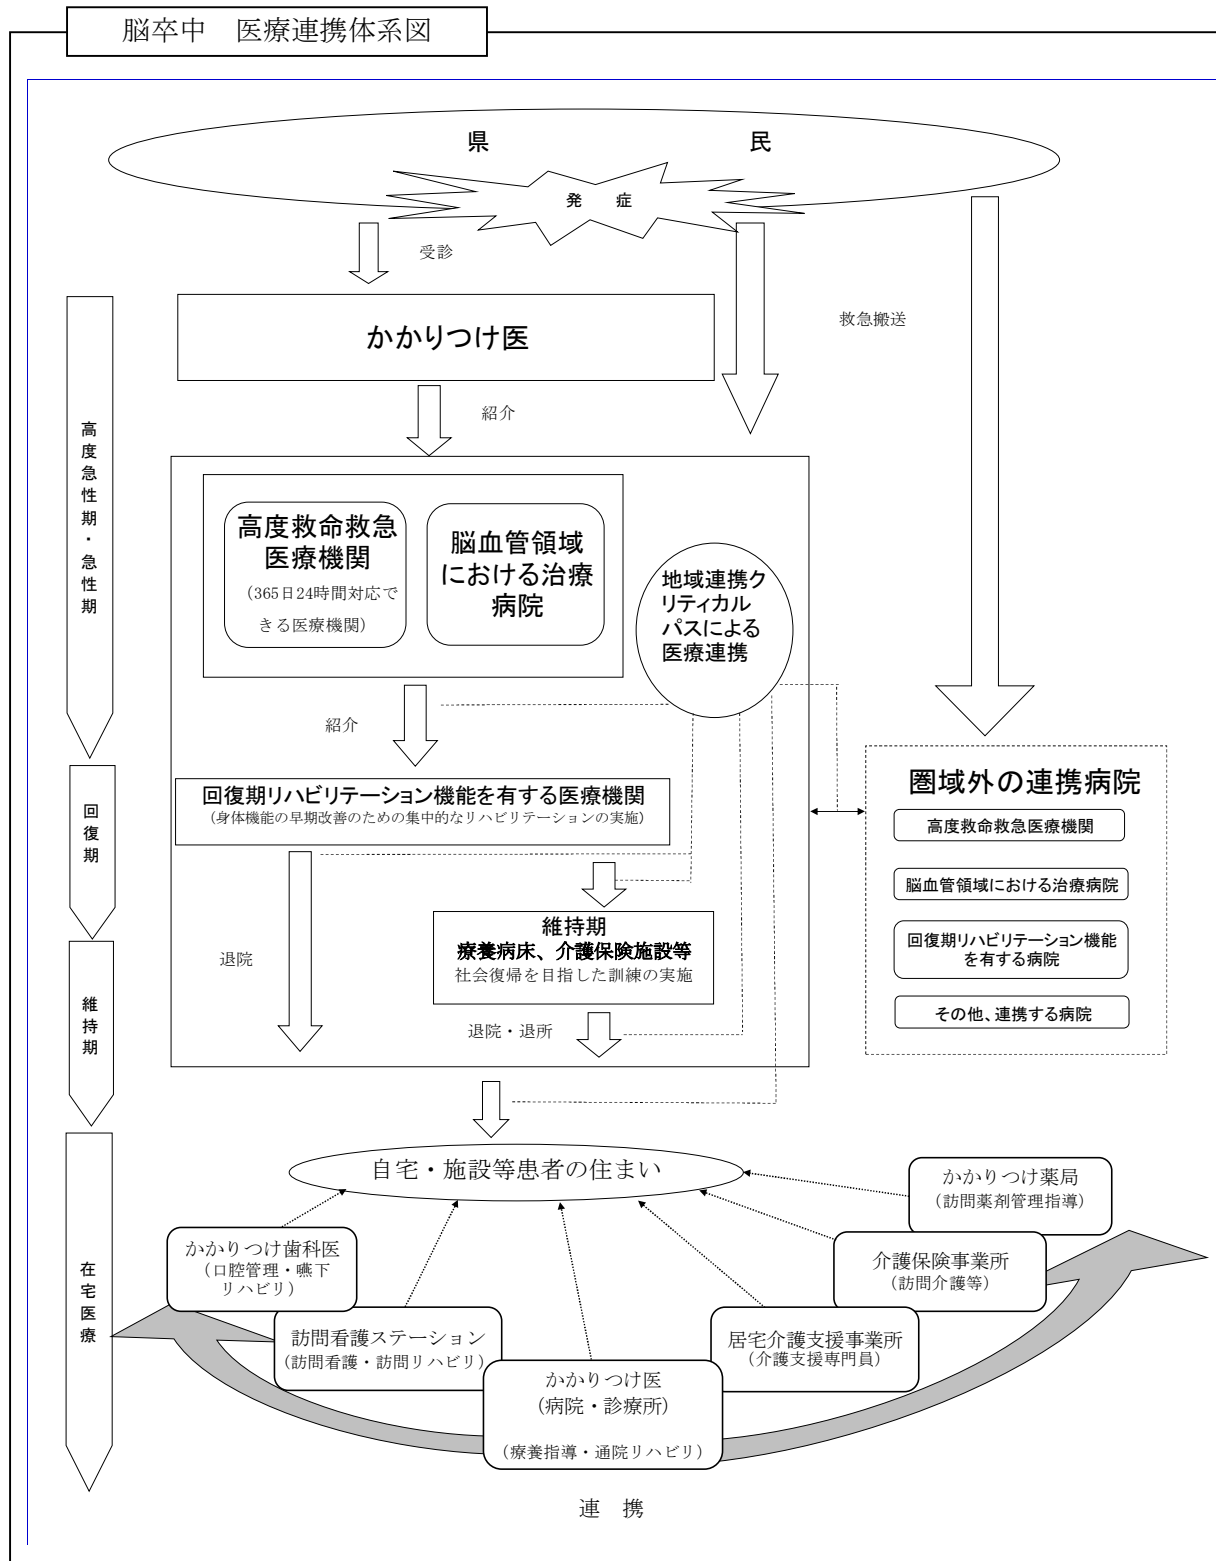 脳卒中　医療連携体系図
県　民
発　症
受診
救急搬送
かかりつけ医
紹介
高度急性期・急性期
高度救命救急
医療機関
（365日24時間対応で
きる医療機関）
脳血管領域
における治療
病院
地域連携ク
リティカル
パスによる
医療連携
紹介
回復期
回復期リハビリテーション機能を有する医療機関
（身体機能の早期改善のための集中的なリハビリテーションの実施）
圏域外の連携病院
高度救命救急医療機関
脳血管領域における治療病院
回復期リハビリテーション機能
を有する病院
その他、連携する病院
維持期
退院
維持期
療養病床、介護保険施設等
社会復帰を目指した訓練の実施
退院・退所
在宅医療
自宅・施設等患者の住まい
かかりつけ薬局
（訪問薬剤管理指導）
かかりつけ歯科医
（口腔管理・嚥下
リハビリ）
介護保険事業所
（訪問介護等）
訪問看護ステーション
（訪問看護・訪問リハビリ）
居宅介護支援事業所
（介護支援専門員）
かかりつけ医
（病院・診療所）
（療養指導・通院リハビリ）
連　携